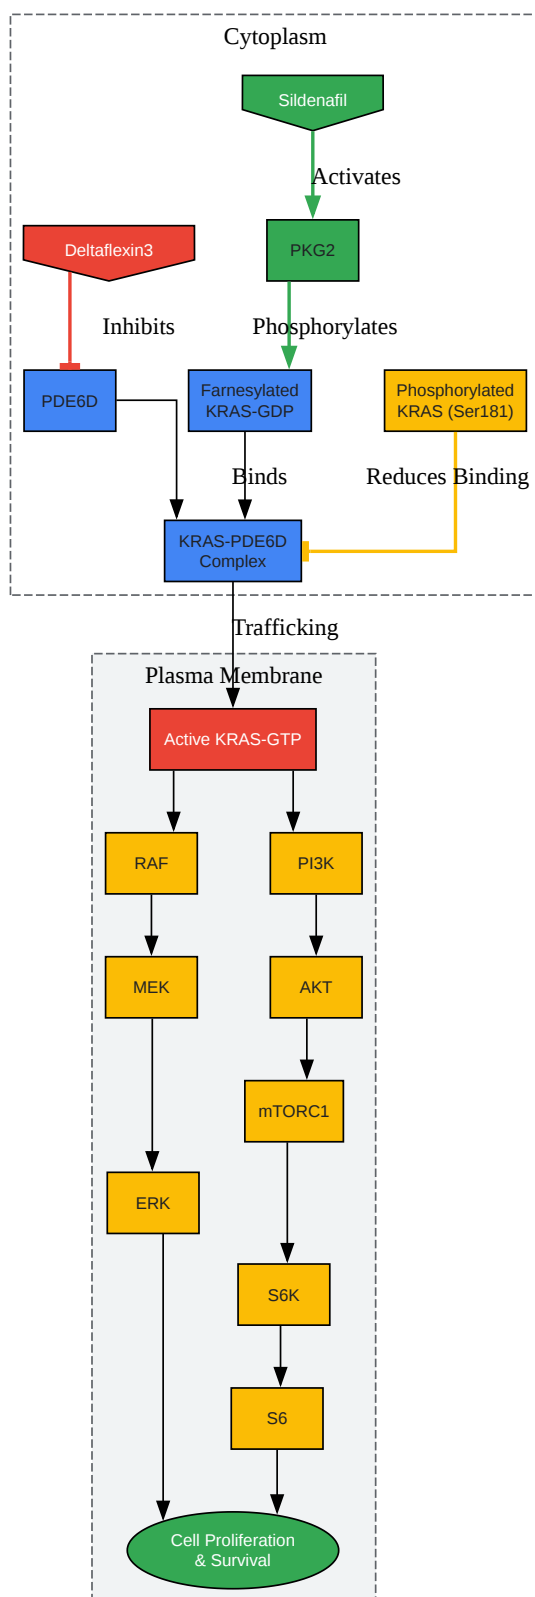 Cytoplasm
Sildenafil
Activates
Deltaflexin3
PKG2
Inhibits
Phosphorylates
PDE6D
Farnesylated
KRAS-GDP
Phosphorylated
KRAS (Ser181)
Binds
Reduces Binding
KRAS-PDE6D
Complex
Trafficking
Plasma Membrane
Active KRAS-GTP
RAF
PI3K
MEK
AKT
mTORC1
ERK
S6K
S6
Cell Proliferation
& Survival